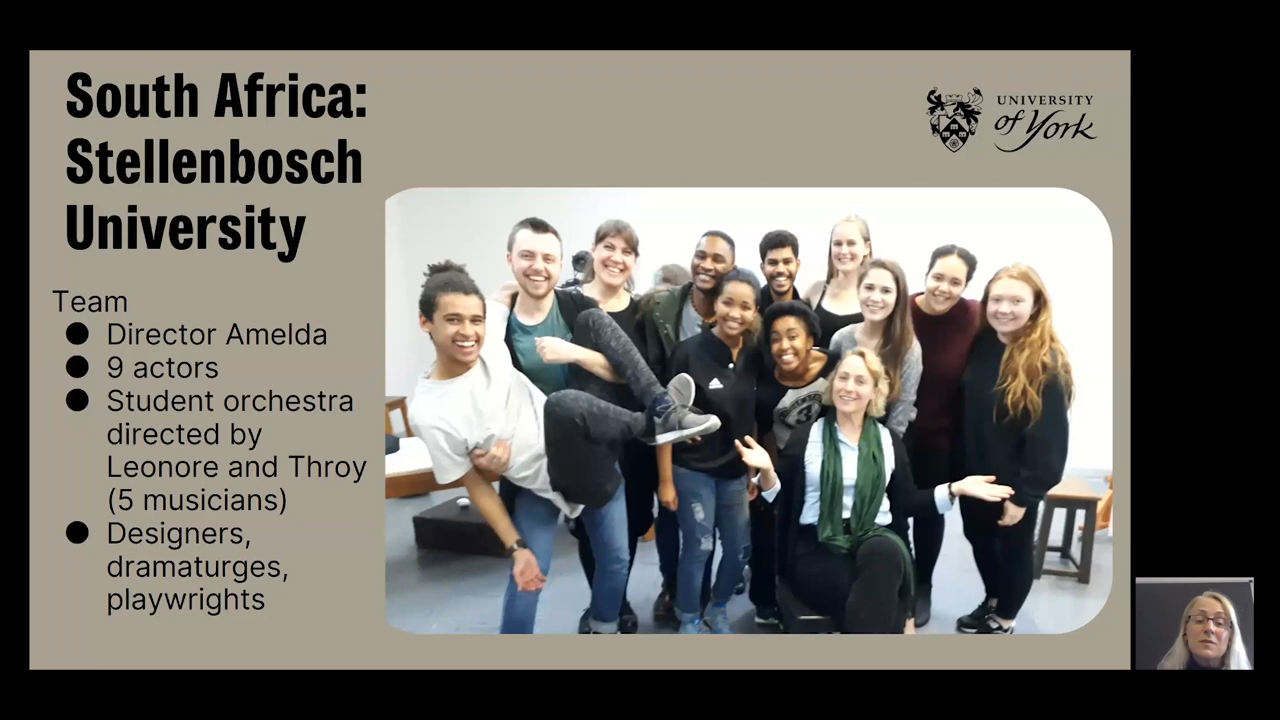 South Africa:
Stellenbosch
University
UNIVERSITY
of York
Team
● Director Amelda
● 9 actors
● Student orchestra
directed by
Leonore and Throy
(5 musicians)
● Designers,
dramaturges,
playwrights